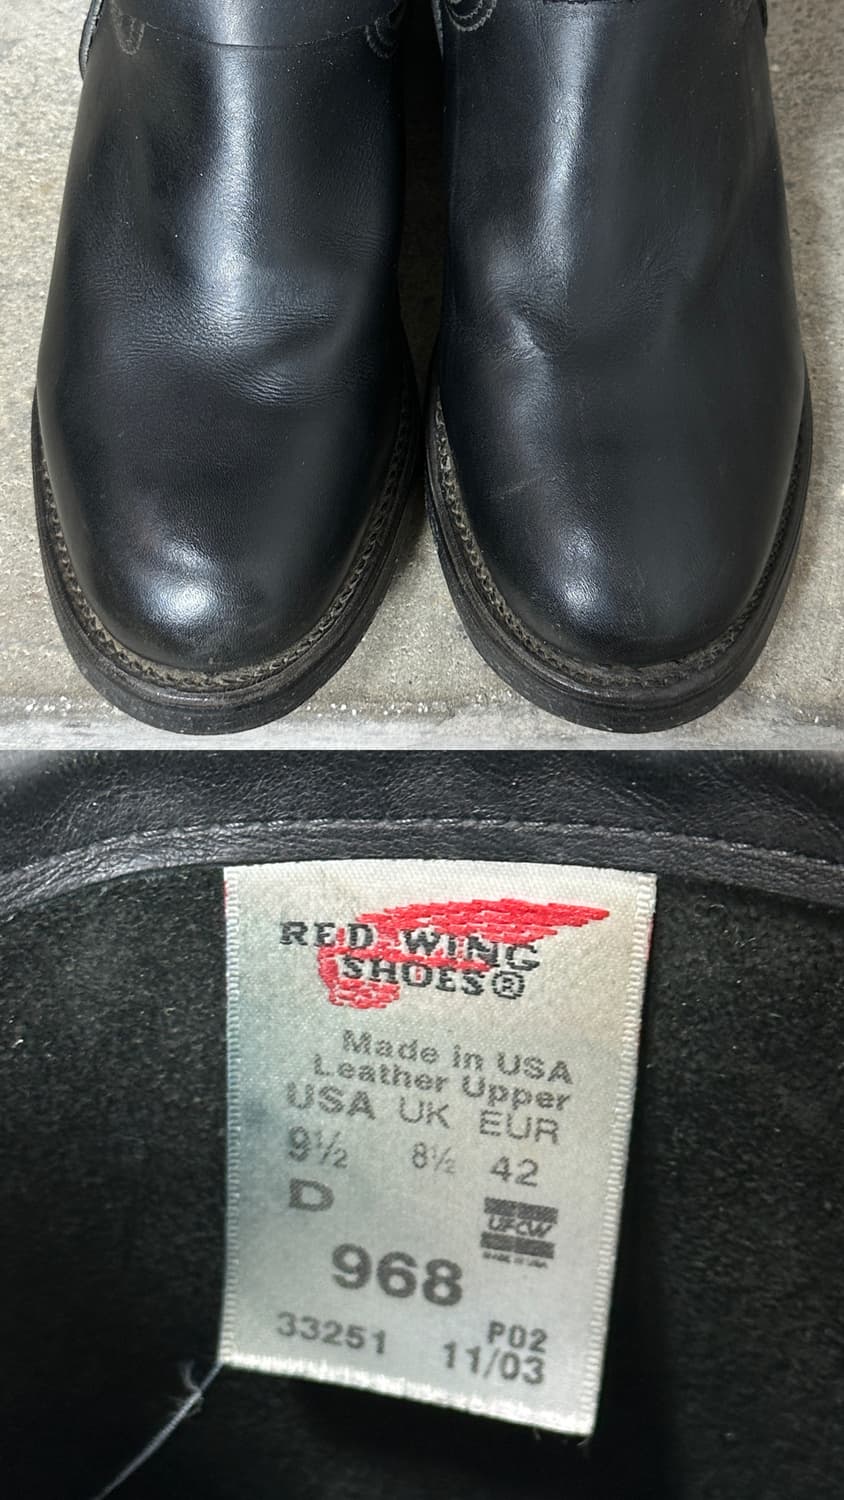 RED WING
SHOES®
Made in USA
Leather Upper
USA UK EUR
9½ 8½ 42
D
UFCW
968
33251 P02
11/03